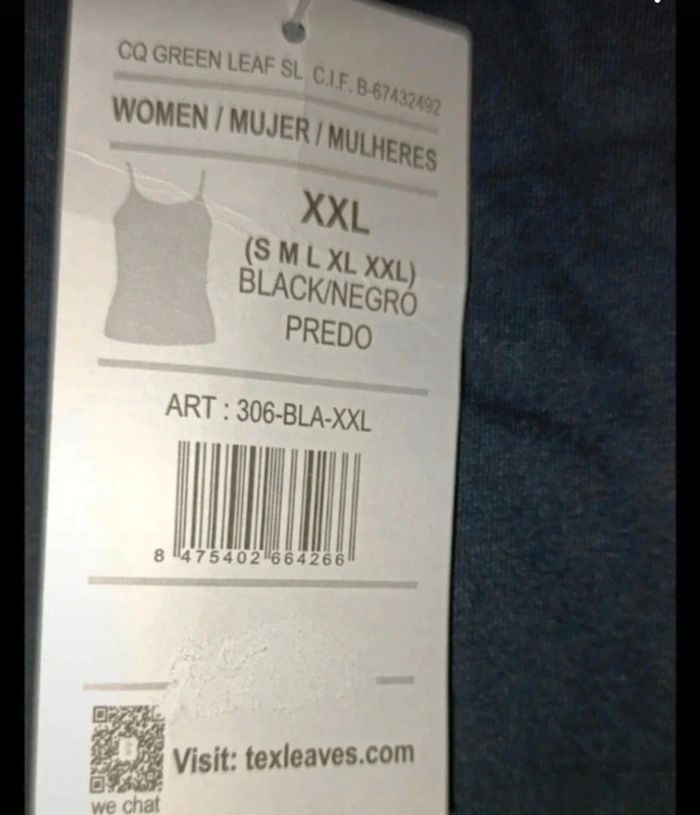 CQ GREEN LEAF SL C.I.F. B-67432492
WOMEN / MUJER / MULHERES
XXL
(S M L XL XXL)
BLACK/NEGRO
PREDO
ART : 306-BLA-XXL
8 475402 664266
Visit: texleaves.com
we chat